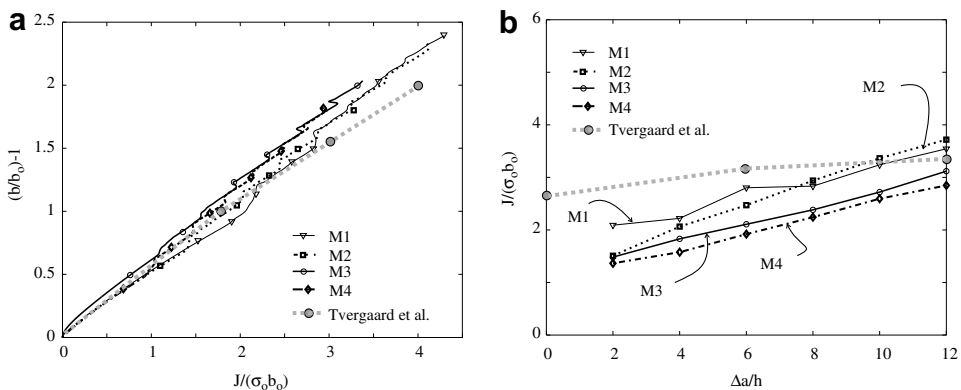 a
2.5
2
1.5
1
0.5
0
(b/b₀)-1
0
1
2
3
4
J/(σ₀b₀)
M1
M2
M3
M4
Tvergaard et al.
b
6
4
2
0
J/(σ₀b₀)
0
2
4
6
8
10
12
Δa/h
M1
M2
M3
M4
Tvergaard et al.
M2
M1
M3
M4